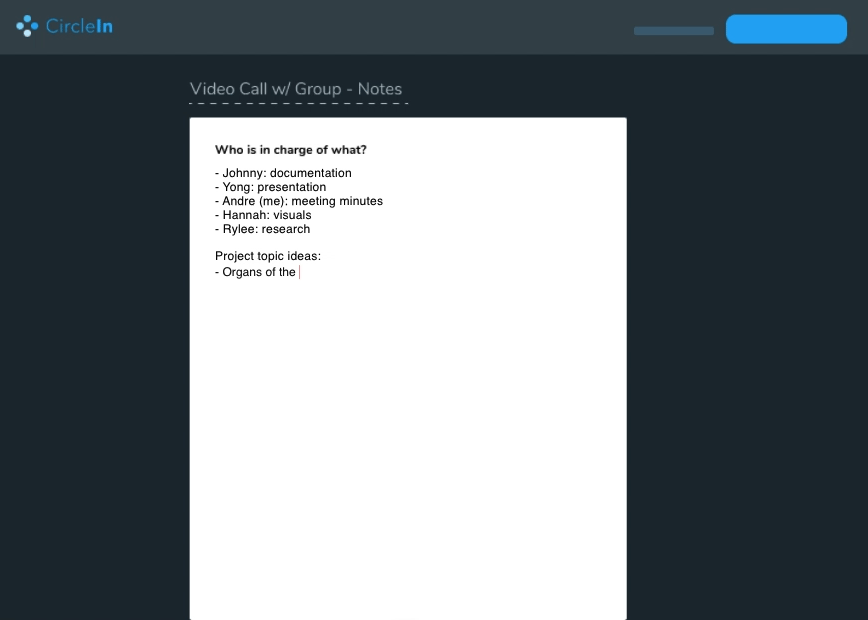 CircleIn
Video Call w/ Group - Notes
Who is in charge of what?
- Johnny: documentation
- Yong: presentation
- Andre (me): meeting minutes
- Hannah: visuals
- Rylee: research
Project topic ideas:
- Organs of the